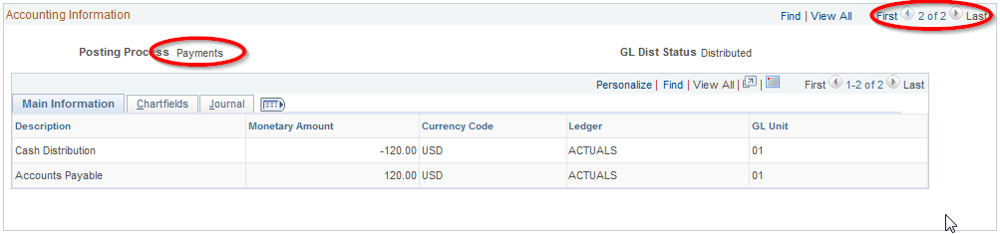 Accounting Information Find | View All First 2 of 2 Last
Posting Process Payments GL Dist Status Distributed
Personalize | Find | View All | | First 1-2 of 2 Last
Main Information Chartfields Journal
Description Monetary Amount Currency Code Ledger GL Unit
Cash Distribution -120.00 USD ACTUALS 01
Accounts Payable 120.00 USD ACTUALS 01